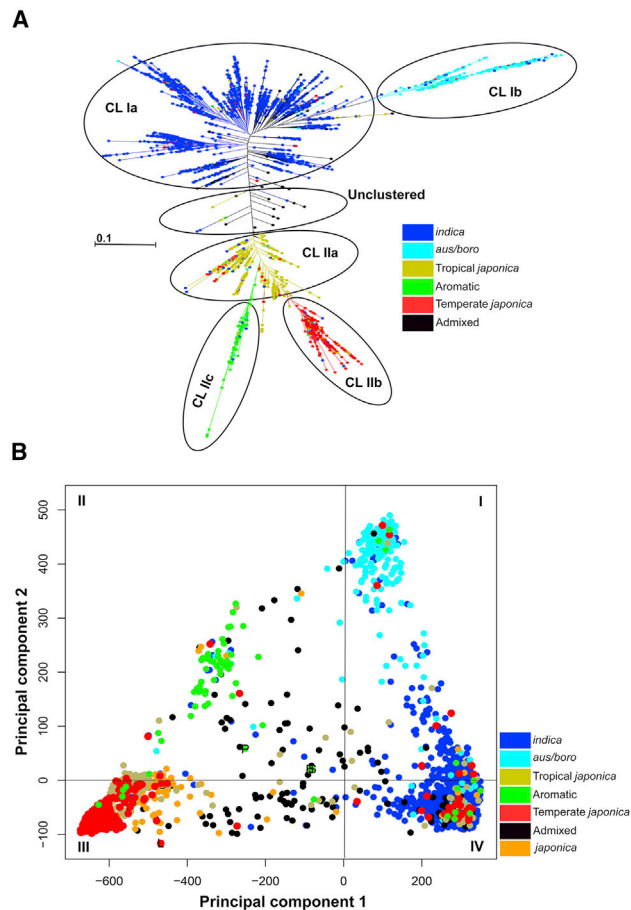 A
CL Ia
CL Ib
Unclustered
0.1
CL IIa
CL IIc
CL IIb
indica
aus/boro
Tropical japonica
Aromatic
Temperate japonica
Admixed
B
II
I
III
IV
500
400
300
200
100
0
−100
Principal component 2
−600
−400
−200
0
200
Principal component 1
indica
aus/boro
Tropical japonica
Aromatic
Temperate japonica
Admixed
japonica